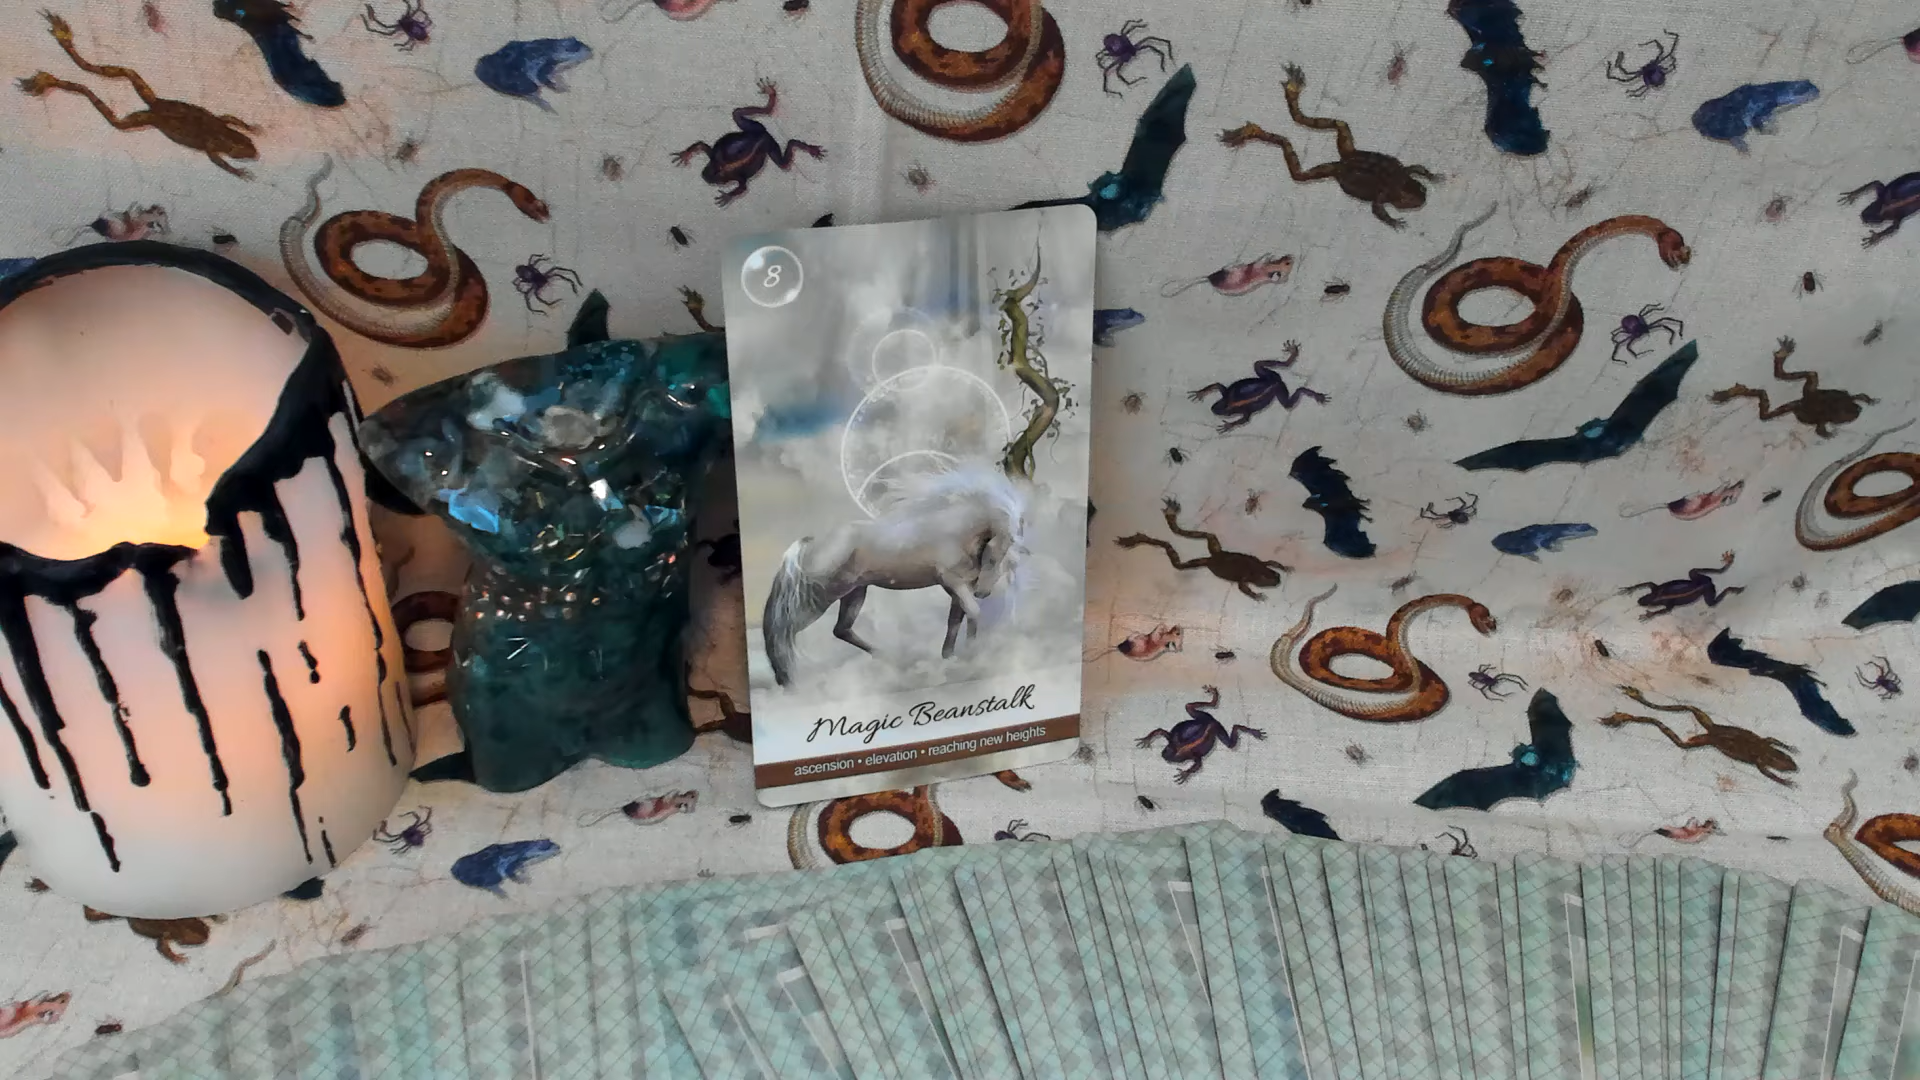 8
Magic Beanstalk
ascension • elevation • reaching new heights